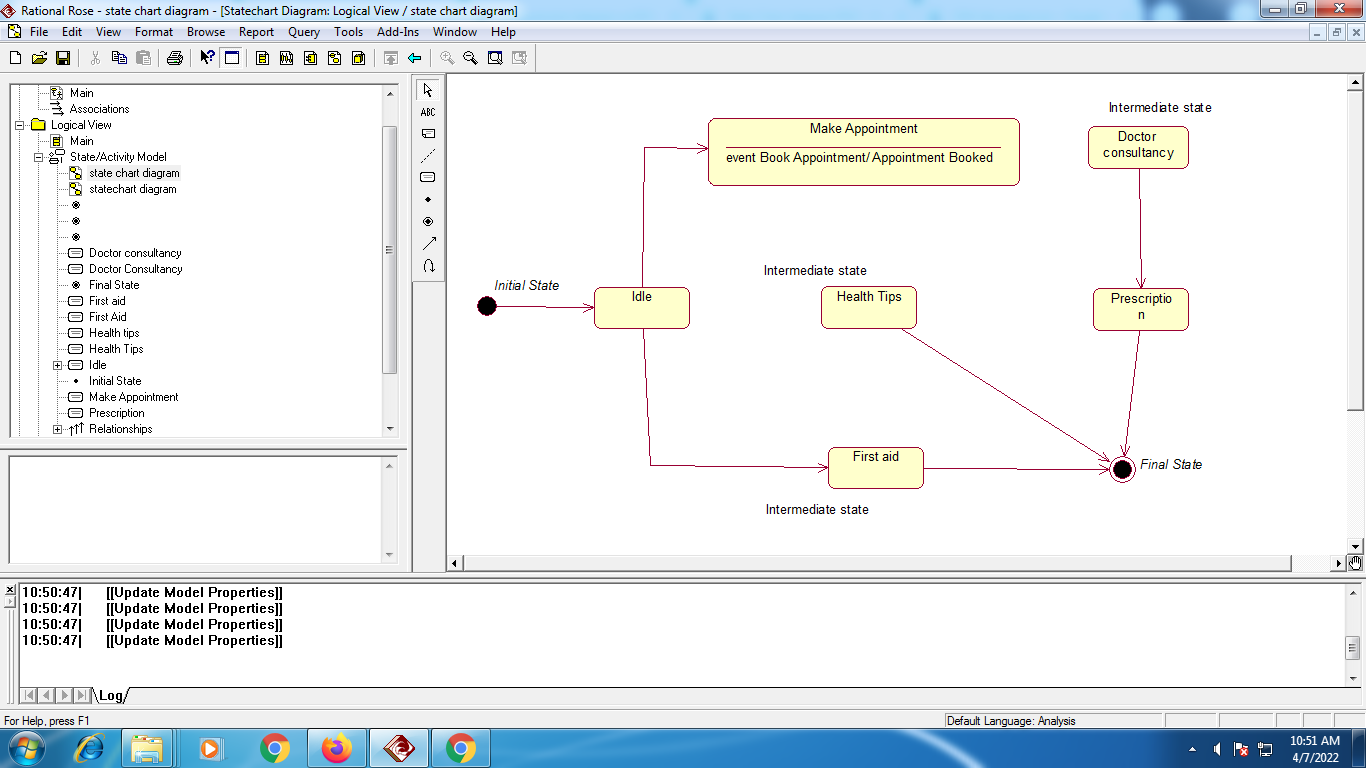 Rational Rose - state chart diagram - [Statechart Diagram: Logical View / state chart diagram]
File Edit View Format Browse Report Query Tools Add-Ins Window Help
Main
Associations
Logical View
Main
State/Activity Model
state chart diagram
statechart diagram
Doctor consultancy
Doctor Consultancy
Final State
First aid
First Aid
Health tips
Health Tips
Idle
Initial State
Make Appointment
Prescription
Relationships
ABC
Intermediate state
Make Appointment
event Book Appointment/ Appointment Booked
Doctor
consultancy
Intermediate state
Initial State
Idle
Health Tips
Prescriptio
n
First aid
Final State
Intermediate state
10:50:47| [[Update Model Properties]]
10:50:47| [[Update Model Properties]]
10:50:47| [[Update Model Properties]]
10:50:47| [[Update Model Properties]]
Log
For Help, press F1
Default Language: Analysis
10:51 AM
4/7/2022